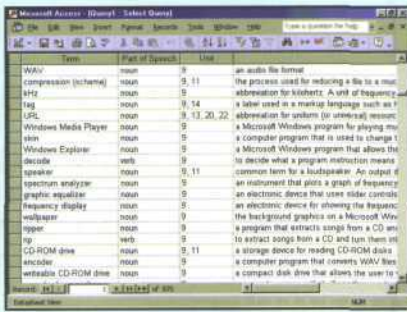 Microsoft Access - [Query1 : Select Query]
File Edit View Insert Format Records Tools Window Help Type a question for help
Term Part of Speech Unit
WAV noun 9 an audio file format
compression (scheme) noun 9, 11 the process used for reducing a file to a
kHz noun 9 abbreviation for kilohertz. A unit of frequency
tag noun 9, 14 a label used in a markup language such as
URL noun 9, 13, 20, 22 abbreviation for uniform (or universal)
Windows Media Player noun 9 a Microsoft Windows program for playing
skin noun 9 a computer program that is used to change
Windows Explorer noun 9 a Microsoft Windows program that allows the
decode verb 9 to decide what a program instruction means
speaker noun 9, 11 common term for a loudspeaker. An output
spectrum analyzer noun 9 an instrument that plots a graph of frequency
graphic equalizer noun 9 an electronic device that uses slider controls
frequency display noun 9 an electronic device for showing the
wallpaper noun 9 the background graphics on a Microsoft
ripper noun 9 a program that extracts songs from a CD
rip verb 9 to extract songs from a CD and turn them
CD-ROM drive noun 9, 11 a storage device for reading CD-ROM disks
encoder noun 9 a computer program that converts WAV files
writeable CD-ROM drive noun 9 a compact disk drive that allows the user to
Record: 1 of
Datasheet View NUM